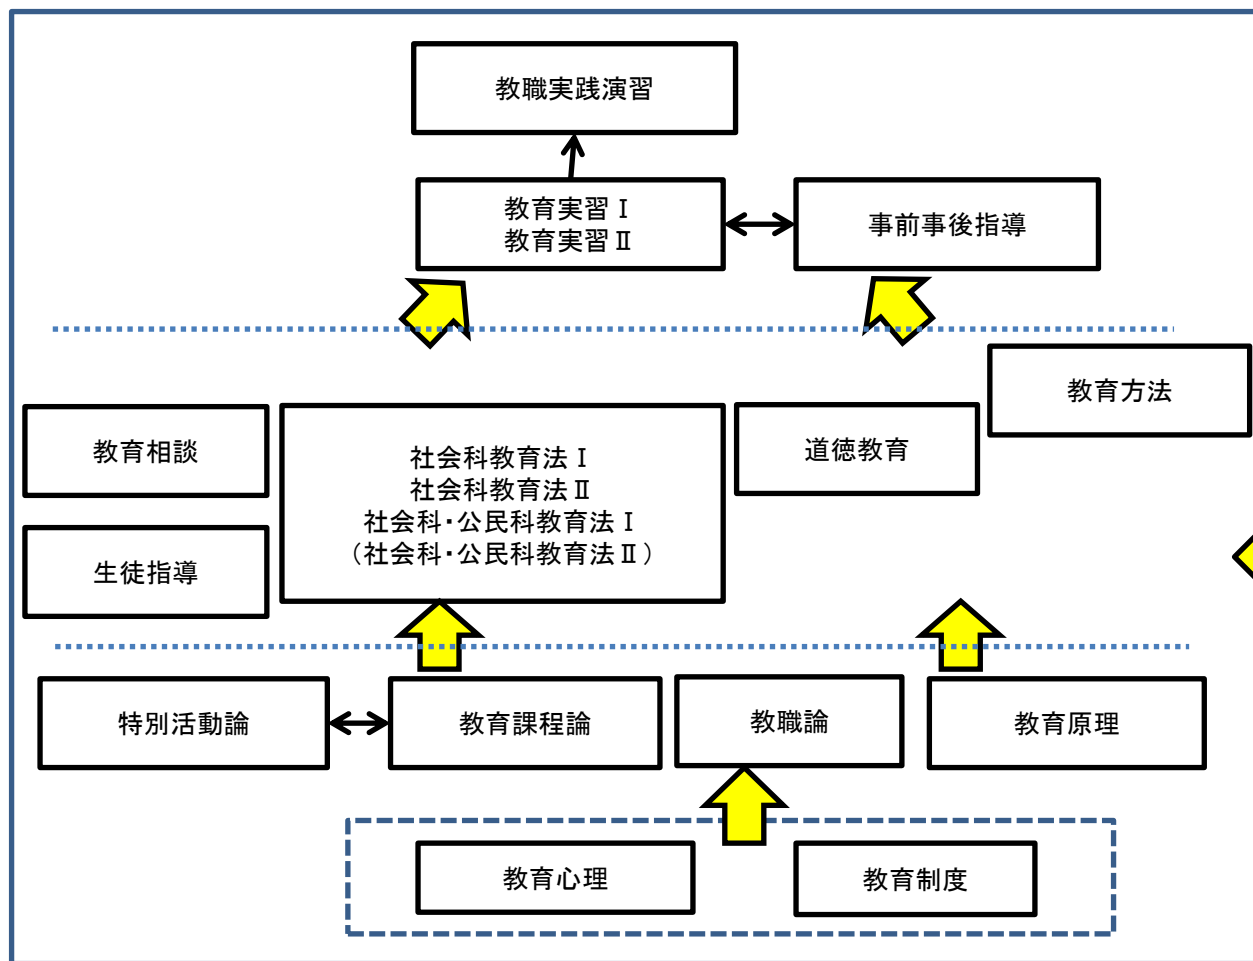 教職実践演習
教育実習Ⅰ
教育実習Ⅱ
事前事後指導
教育方法
教育相談
社会科教育法Ⅰ
社会科教育法Ⅱ
社会科・公民科教育法Ⅰ
（社会科・公民科教育法Ⅱ）
道徳教育
生徒指導
特別活動論
教育課程論
教職論
教育原理
教育心理
教育制度